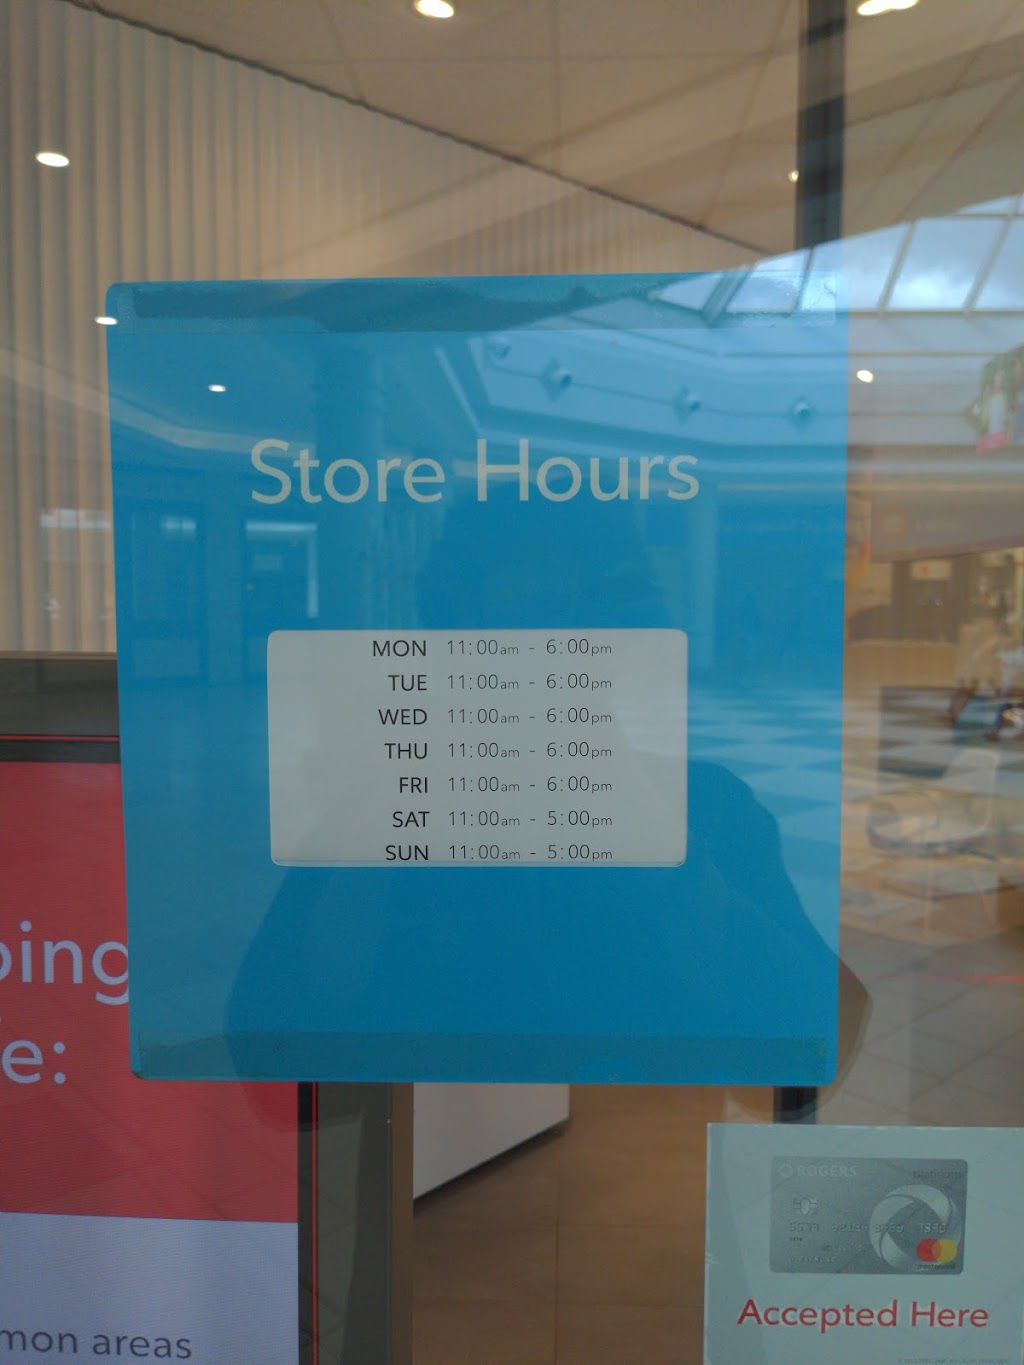 Store Hours
MON 11:00am - 6:00pm
TUE 11:00am - 6:00pm
WED 11:00am - 6:00pm
THU 11:00am - 6:00pm
FRI 11:00am - 6:00pm
SAT 11:00am - 5:00pm
SUN 11:00am - 5:00pm
ping
e:
mon areas
ROGERS
platinum
Accepted Here